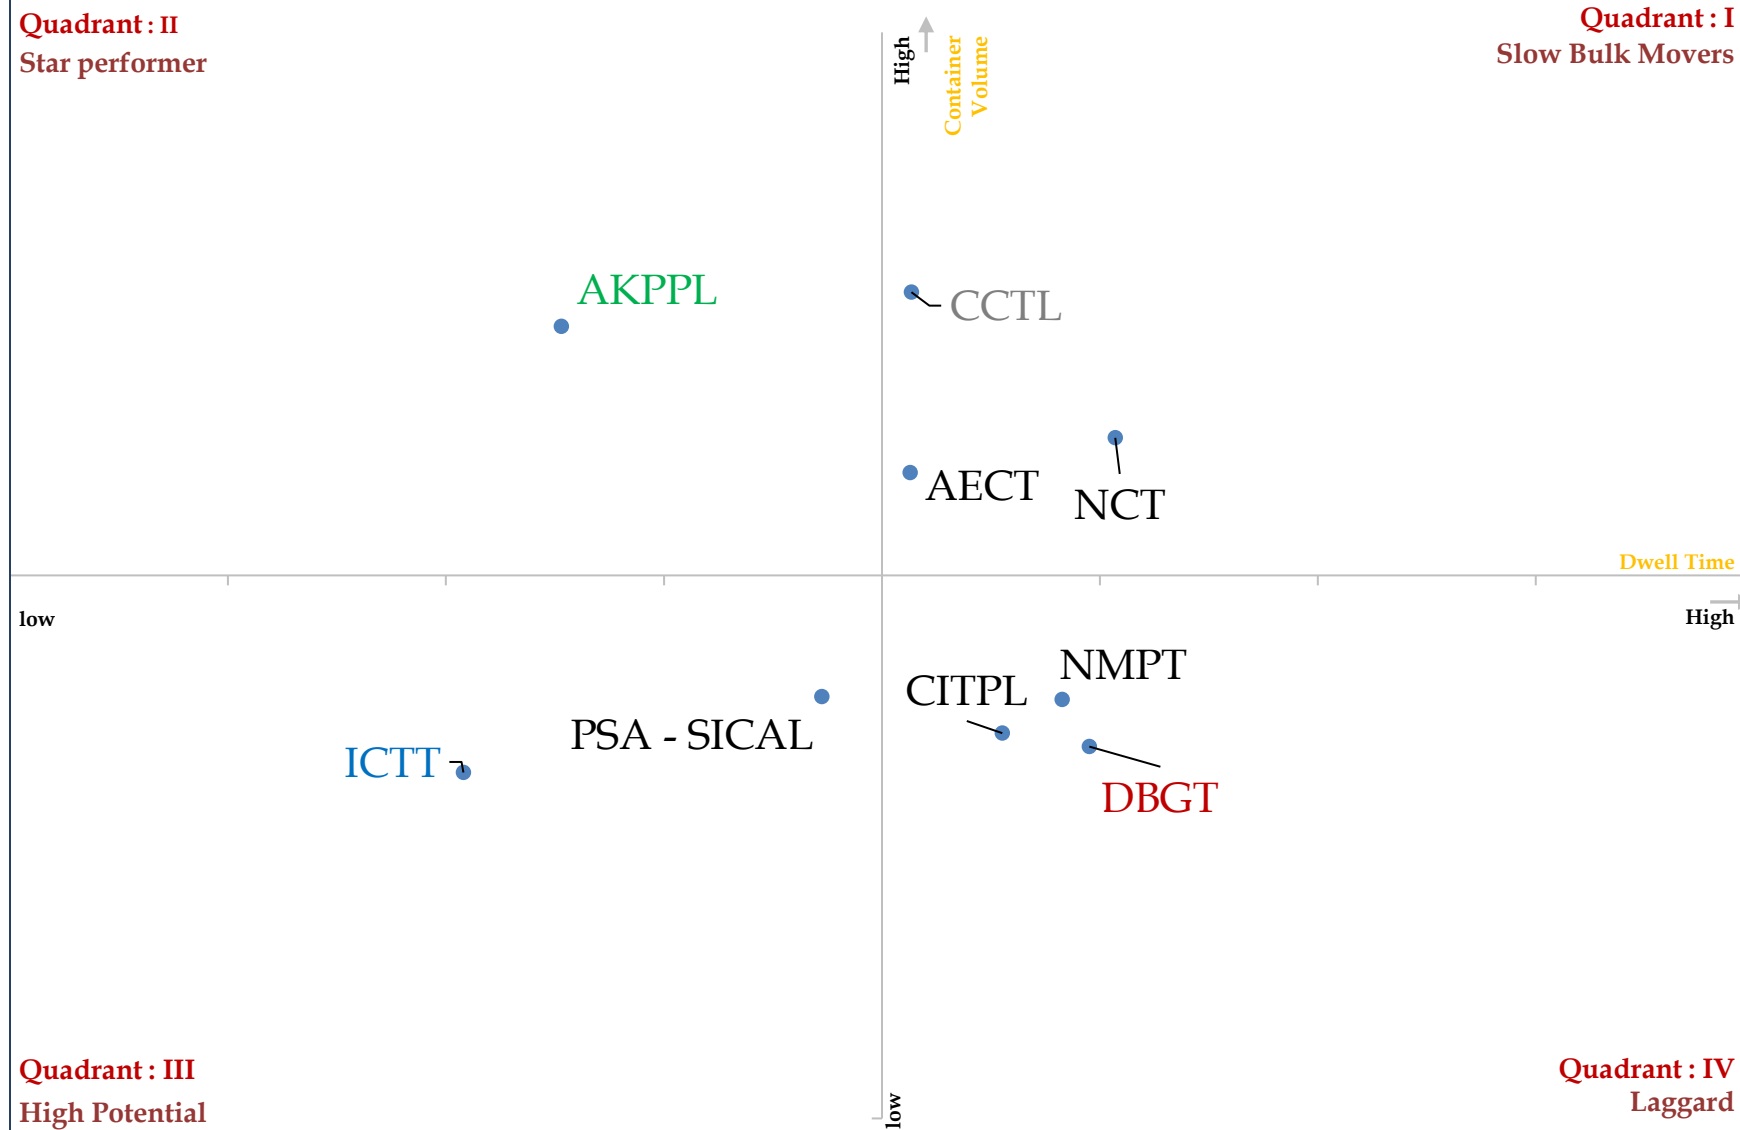 Quadrant : II
Star performer
High
Container
Volume
Quadrant : I
Slow Bulk Movers
AKPPL
CCTL
AECT
NCT
Dwell Time
low
High
NMPT
CITPL
PSA - SICAL
ICTT
DBGT
Quadrant : III
High Potential
low
Quadrant : IV
Laggard